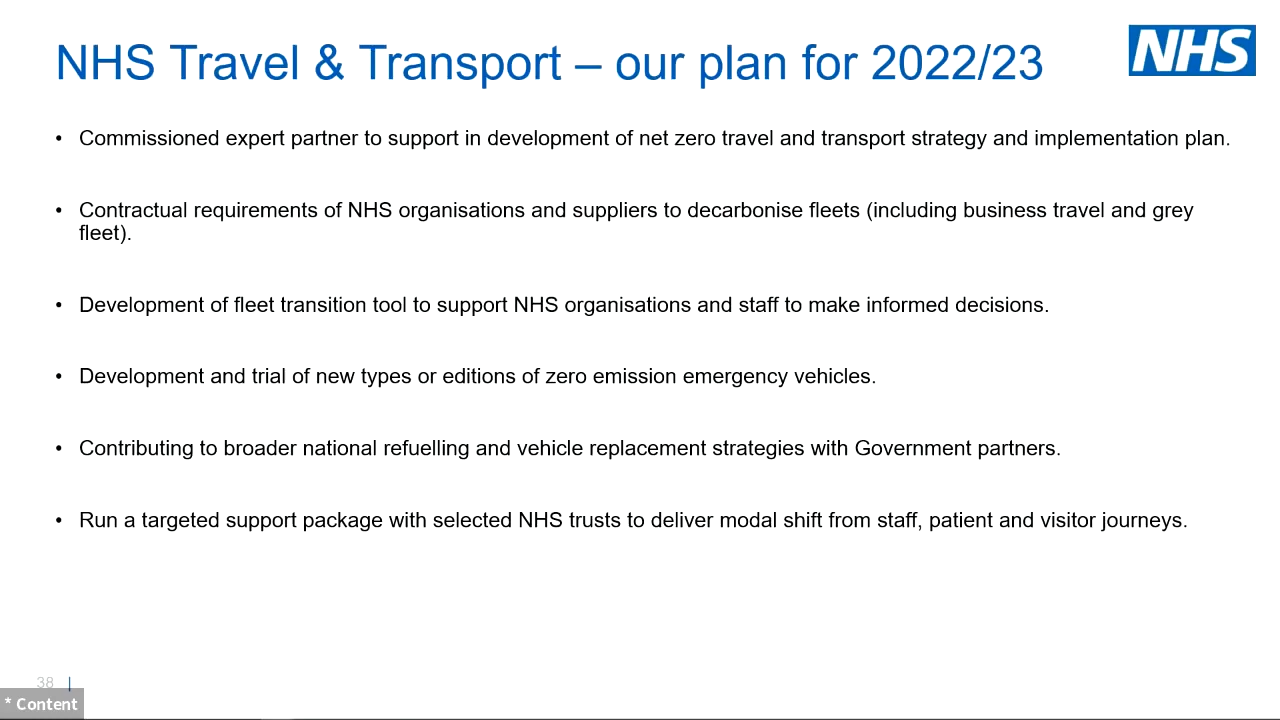 NHS Travel & Transport – our plan for 2022/23
NHS
• Commissioned expert partner to support in development of net zero travel and transport strategy and implementation plan.
• Contractual requirements of NHS organisations and suppliers to decarbonise fleets (including business travel and grey
fleet).
• Development of fleet transition tool to support NHS organisations and staff to make informed decisions.
• Development and trial of new types or editions of zero emission emergency vehicles.
• Contributing to broader national refuelling and vehicle replacement strategies with Government partners.
• Run a targeted support package with selected NHS trusts to deliver modal shift from staff, patient and visitor journeys.
38 |
* Content